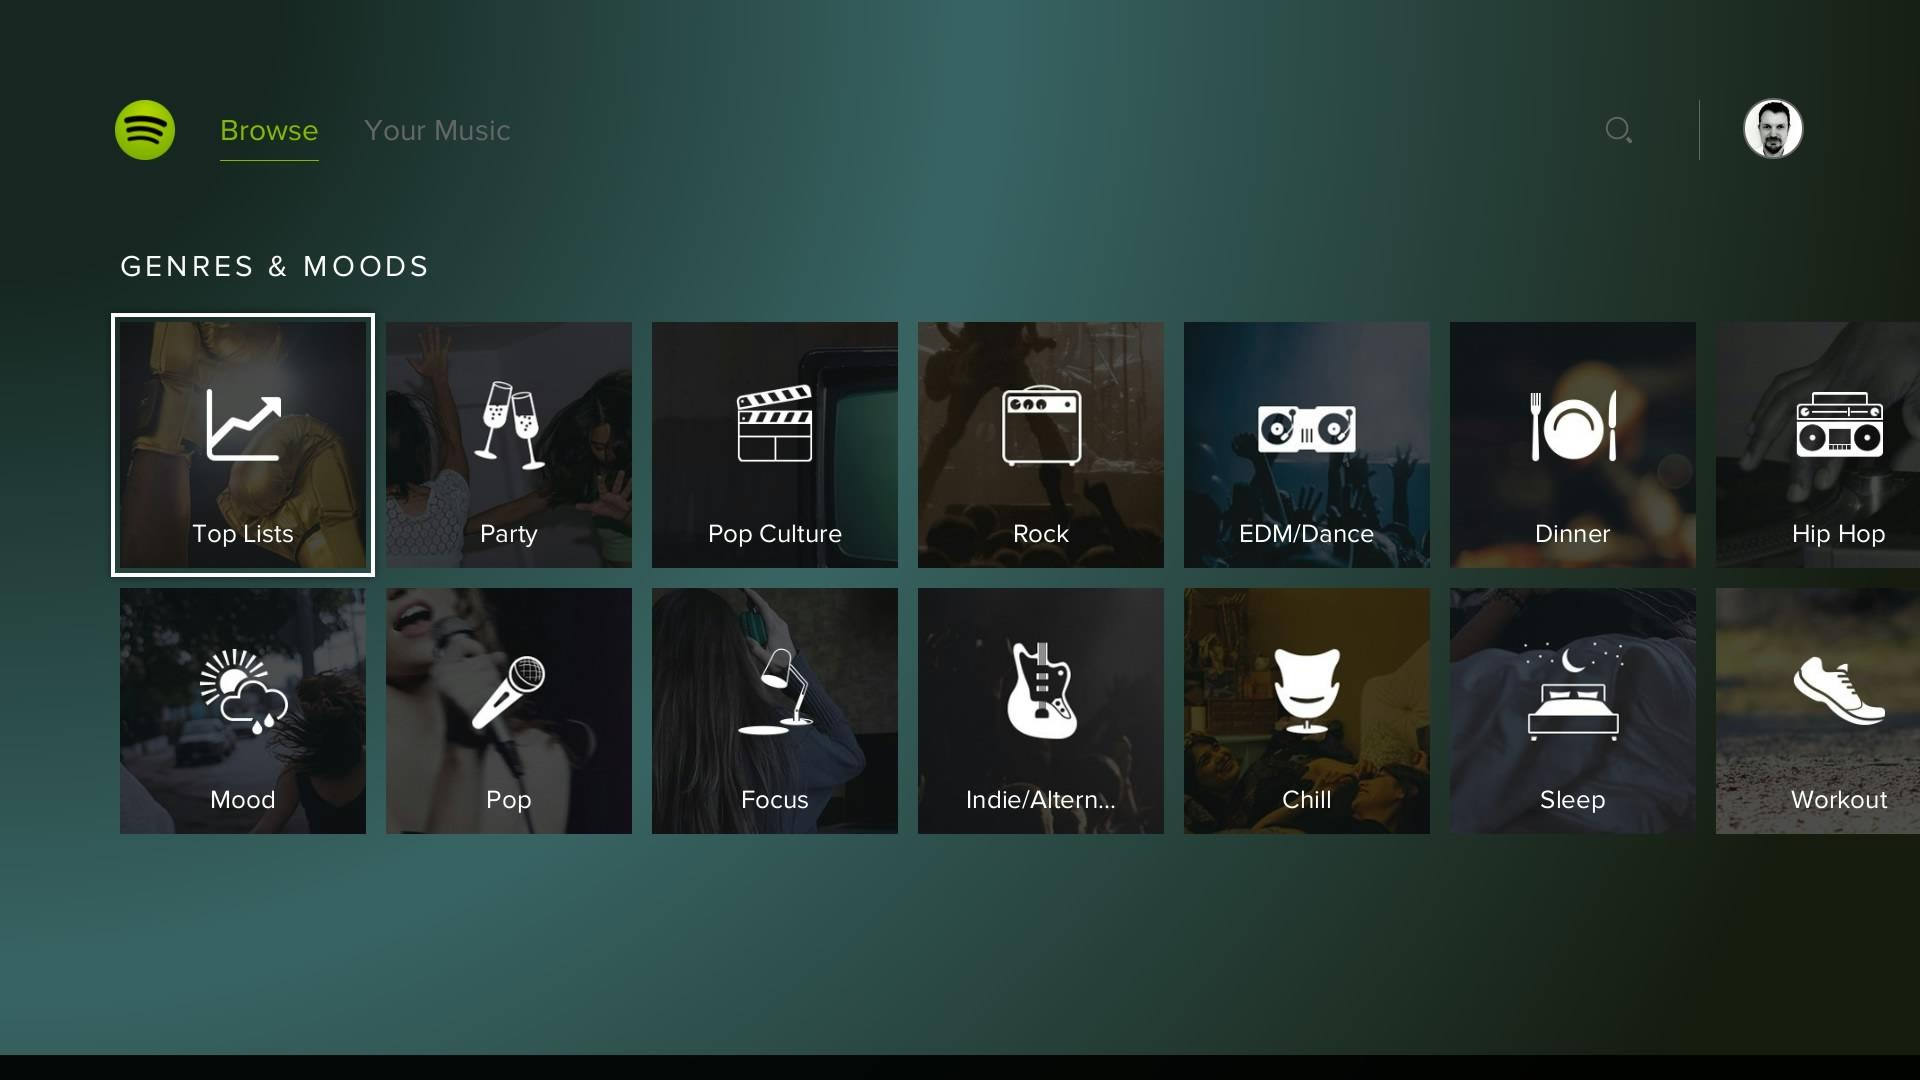 Browse
Your Music
GENRES & MOODS
Top Lists
Party
Pop Culture
Rock
EDM/Dance
Dinner
Hip Hop
Mood
Pop
Focus
Indie/Altern...
Chill
Sleep
Workout